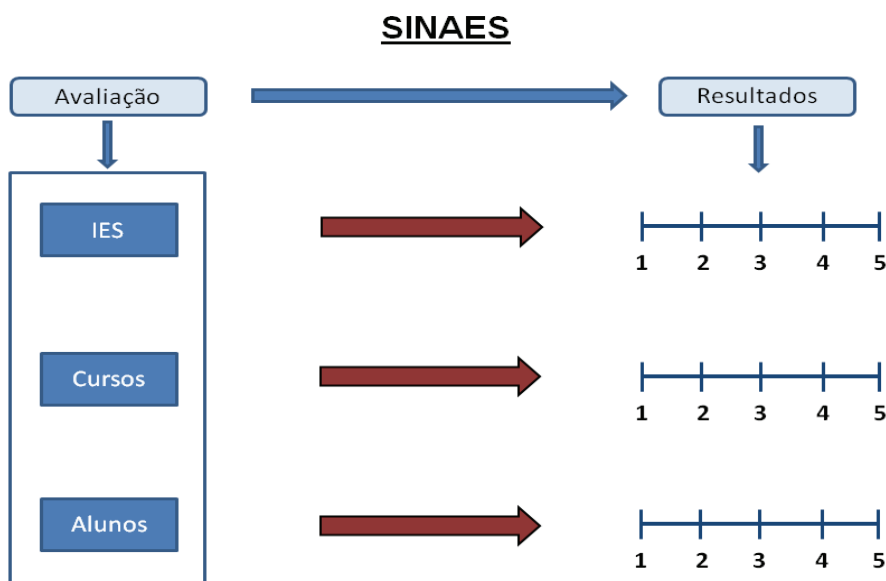 SINAES
Avaliação
Resultados
IES
1 2 3 4 5
Cursos
1 2 3 4 5
Alunos
1 2 3 4 5